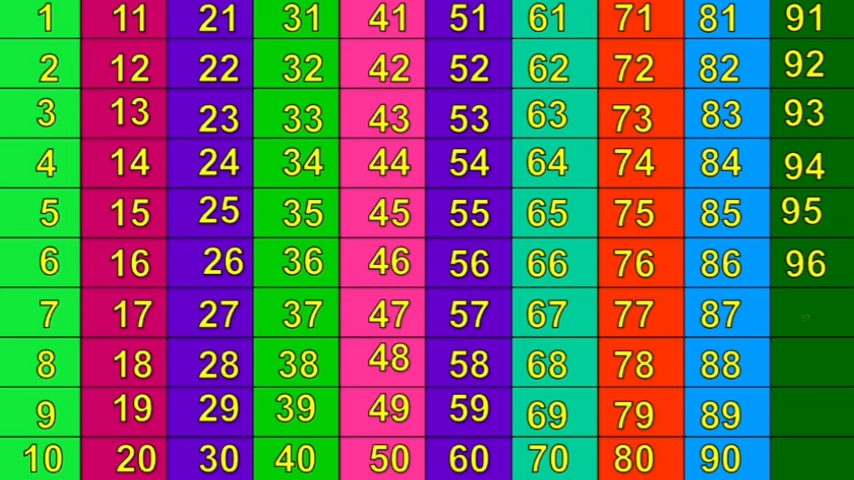 1 11 21 31 41 51 61 71 81 91
2 12 22 32 42 52 62 72 82 92
3 13 23 33 43 53 63 73 83 93
4 14 24 34 44 54 64 74 84 94
5 15 25 35 45 55 65 75 85 95
6 16 26 36 46 56 66 76 86 96
7 17 27 37 47 57 67 77 87
8 18 28 38 48 58 68 78 88
9 19 29 39 49 59 69 79 89
10 20 30 40 50 60 70 80 90